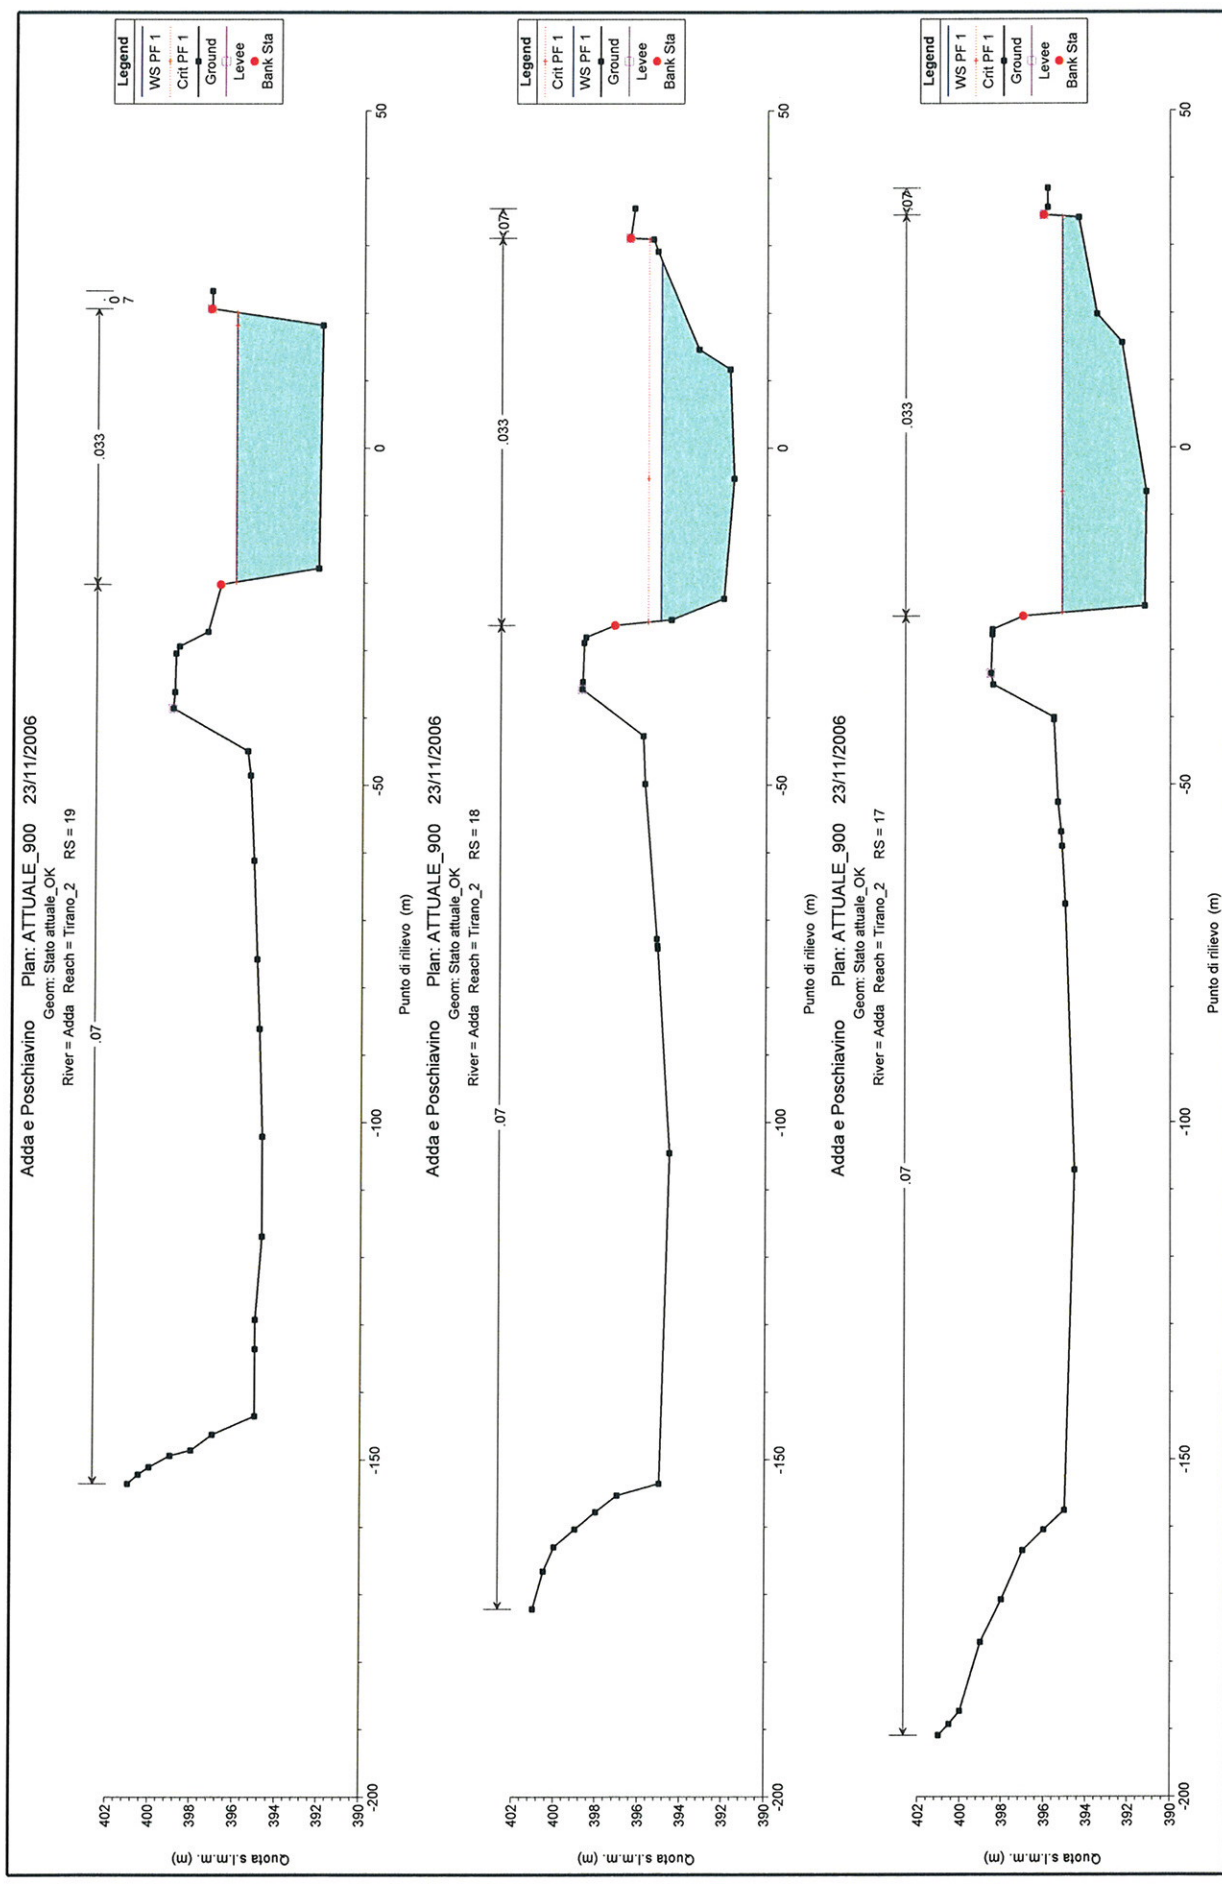 Adda e Poschiavino Plan: ATTUALE_900 23/11/2006
Geom: Stato attuale_OK
River = Adda Reach = Tirano_2 RS = 19
.07
.033
.07
Legend
WS PF 1
Crit PF 1
Ground
Levee
Bank Sta
Quota s.l.m.m. (m)
402
400
398
396
394
392
390
-200
-150
-100
-50
0
50
Punto di rilievo (m)
Adda e Poschiavino Plan: ATTUALE_900 23/11/2006
Geom: Stato attuale_OK
River = Adda Reach = Tirano_2 RS = 18
.07
.033
.07
Legend
Crit PF 1
WS PF 1
Ground
Levee
Bank Sta
Quota s.l.m.m. (m)
402
400
398
396
394
392
390
-200
-150
-100
-50
0
50
Punto di rilievo (m)
Adda e Poschiavino Plan: ATTUALE_900 23/11/2006
Geom: Stato attuale_OK
River = Adda Reach = Tirano_2 RS = 17
.07
.033
.07
Legend
WS PF 1
Crit PF 1
Ground
Levee
Bank Sta
Quota s.l.m.m. (m)
402
400
398
396
394
392
390
-200
-150
-100
-50
0
50
Punto di rilievo (m)